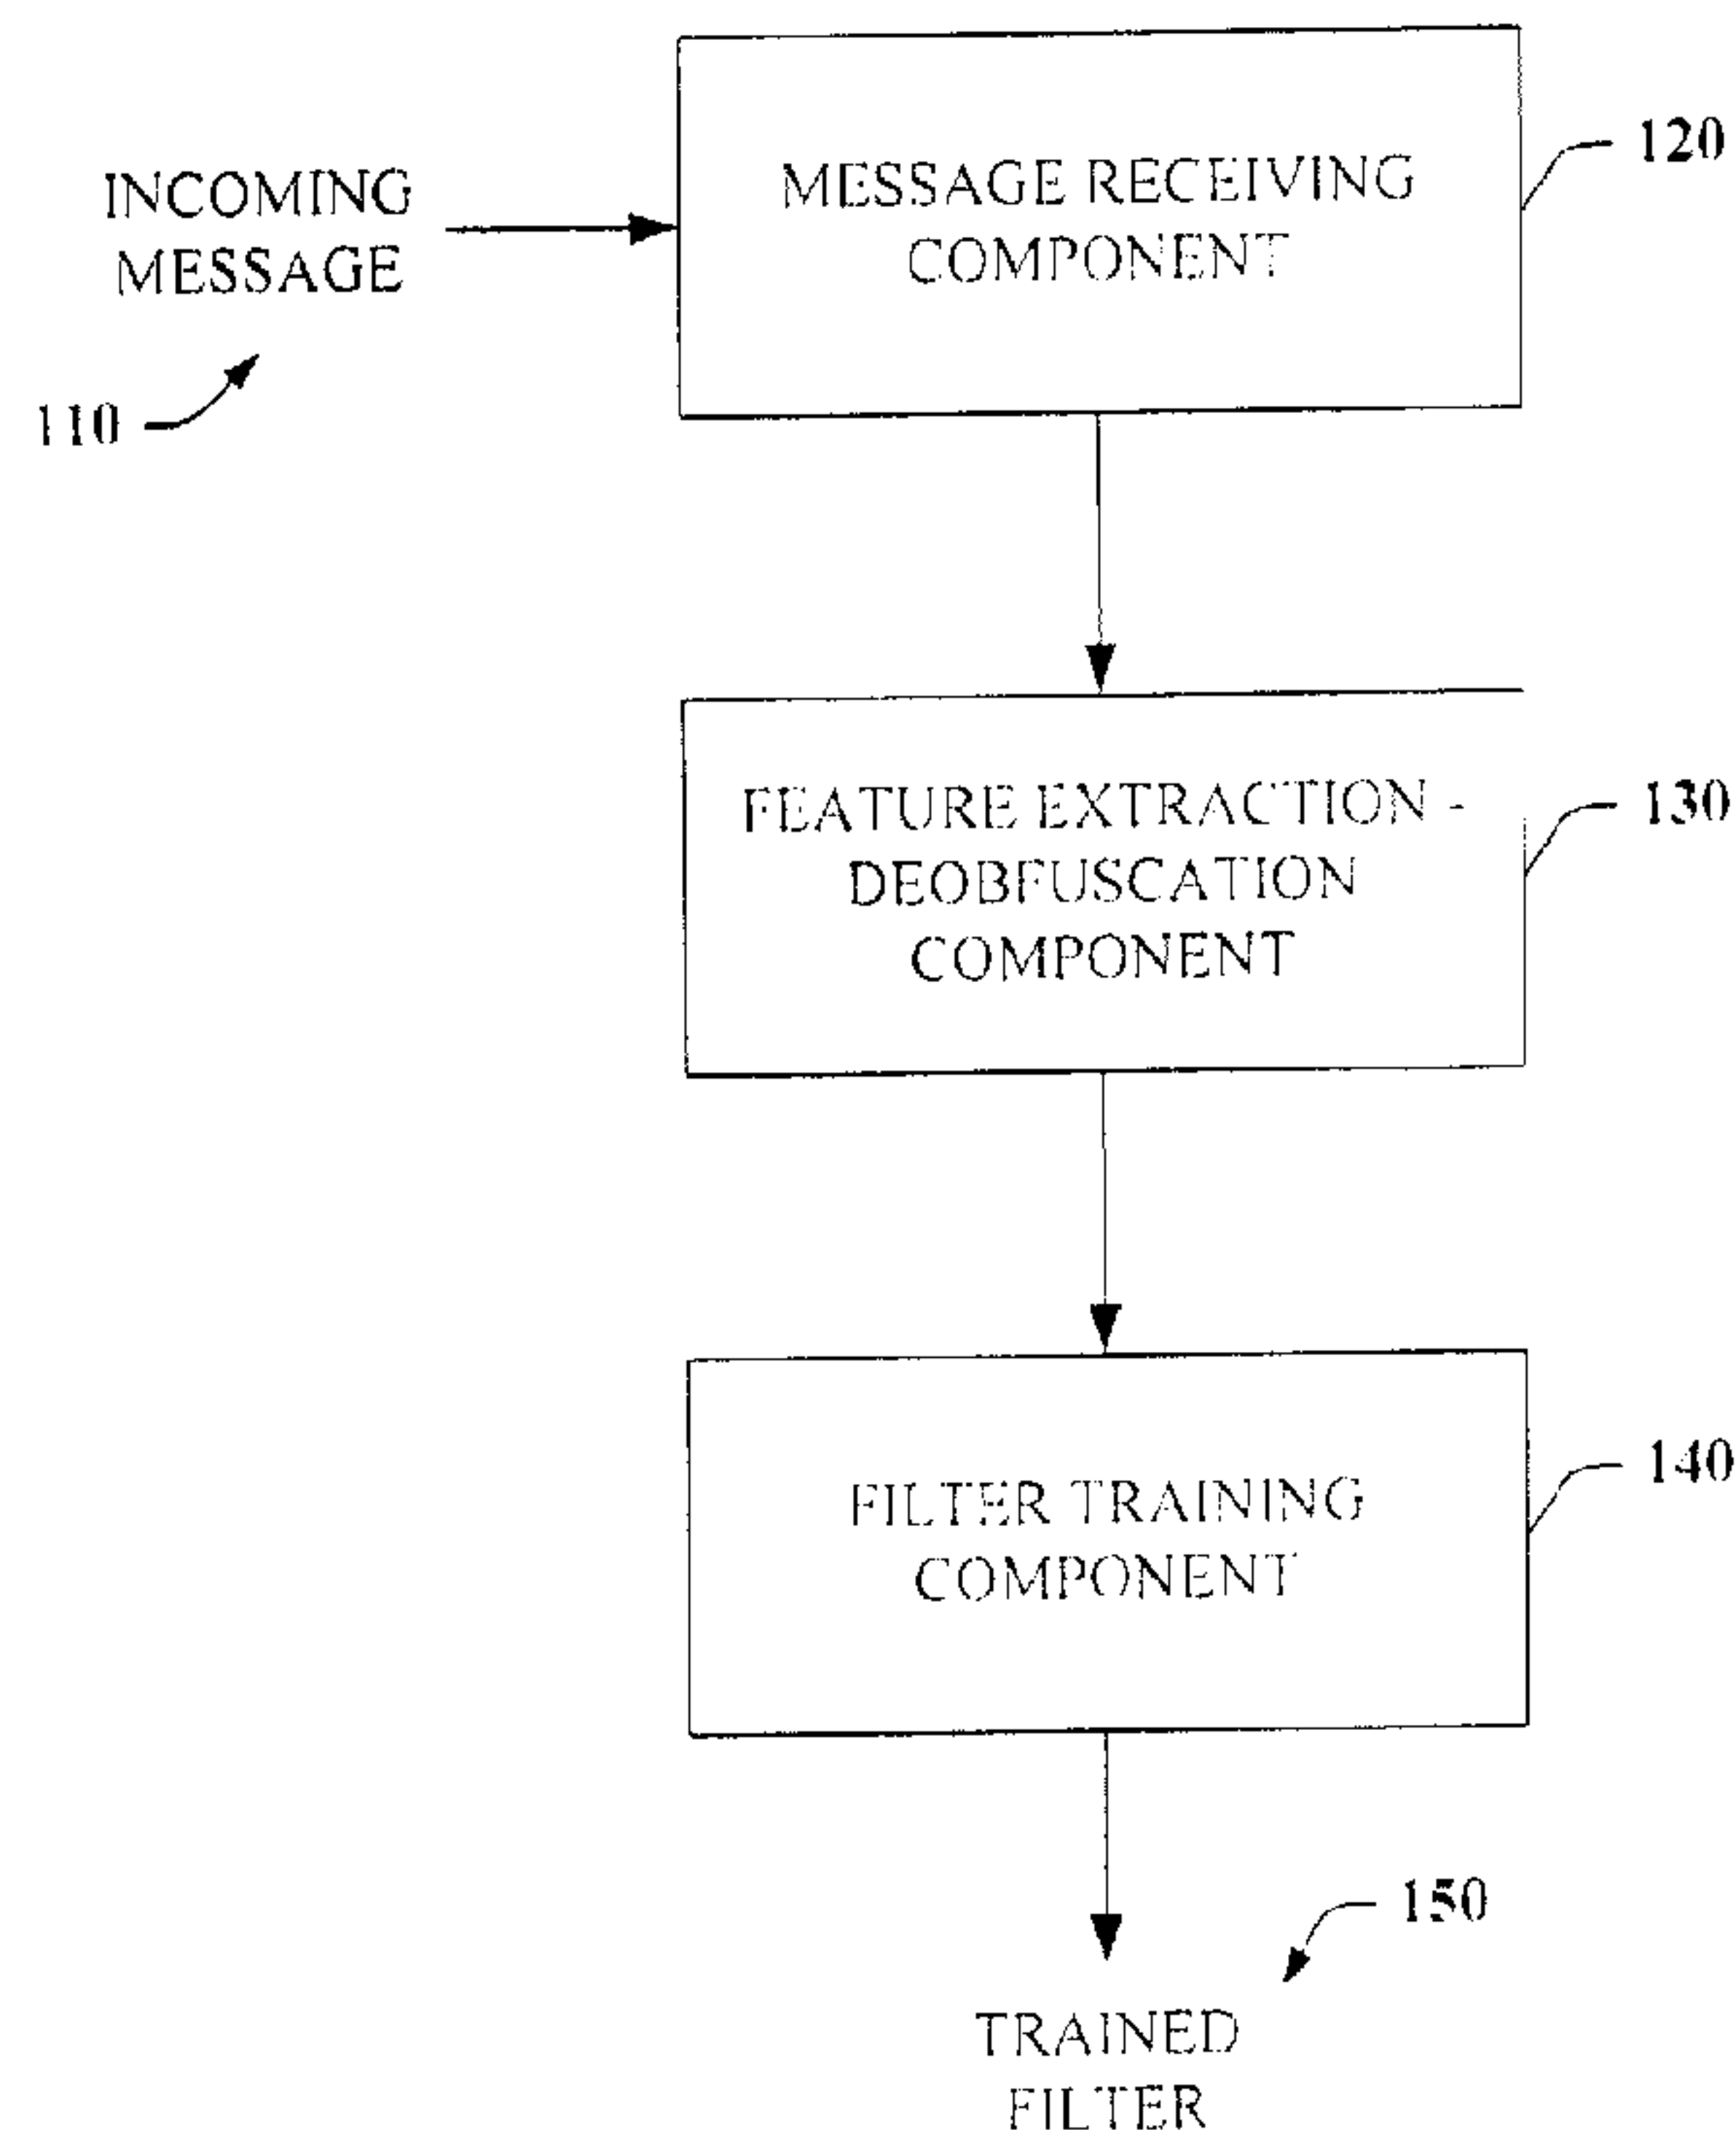 120
MESSAGE RECEIVING
COMPONENT
INCOMING
MESSAGE
110
FEATURE EXTRACTION -
DEOBFUSCATION
COMPONENT
130
FILTER TRAINING
COMPONENT
140
150
TRAINED
FILTER